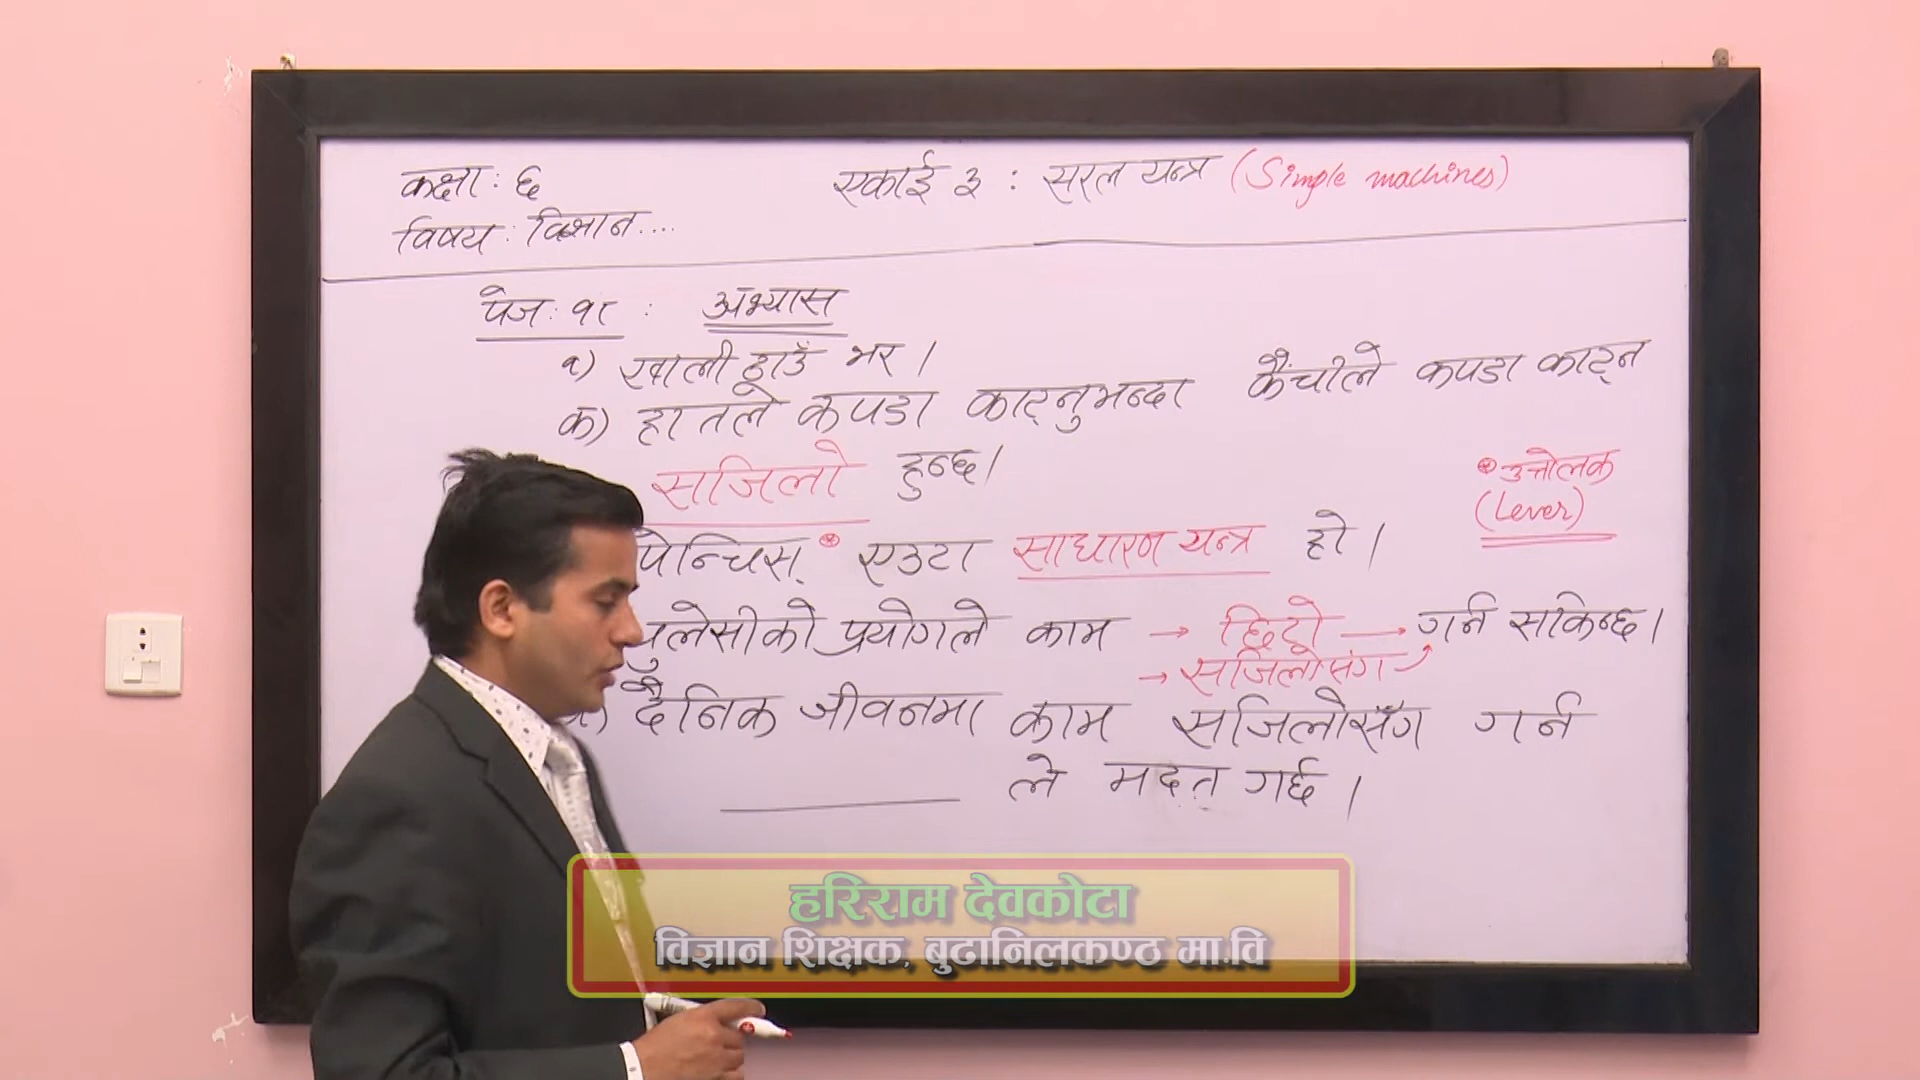 कक्षा: ६
एकाई ३ : सरल यन्त्र (Simple machines)
विषय: विज्ञान....
पेज: १८ : अभ्यास
१) खाली ठाउँ भर ।
क) हातले कपडा काट्नुभन्दा कैंचीले कपडा काट्न
सजिलो हुन्छ ।
उत्तोलक
(Lever)
पेन्चिस् एउटा साधारण यन्त्र हो ।
चुलेसीको प्रयोगले काम → छिटो → गर्न सकिन्छ ।
→ सजिलोसंग
दैनिक जीवनमा काम सजिलोसँग गर्न
ले मदत गर्छ ।
हरिराम देवकोटा
विज्ञान शिक्षक, बुढानिलकण्ठ मा.वि